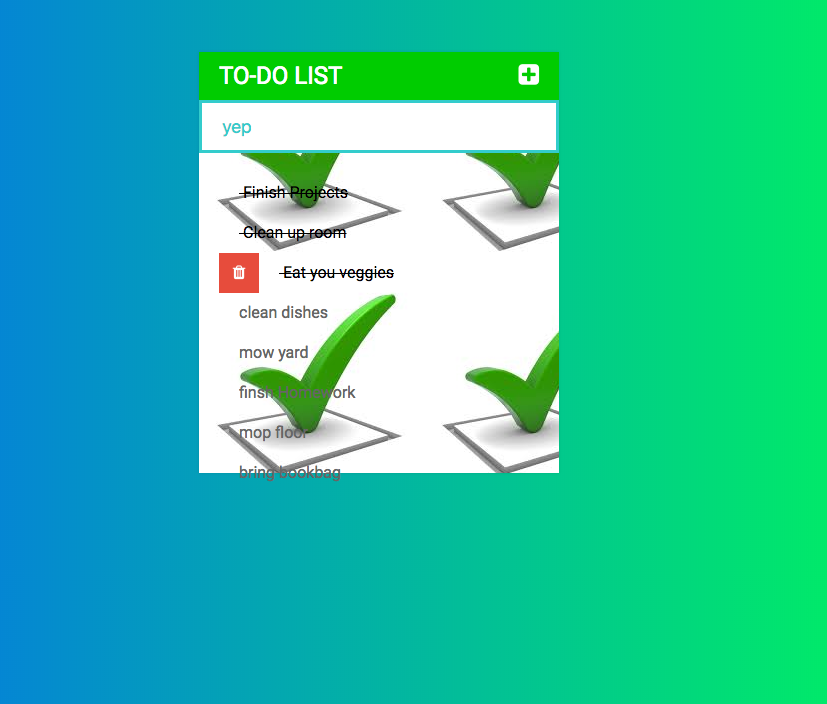 TO-DO LIST
yep
Finish Projects
Clean up room
Eat you veggies
clean dishes
mow yard
finsh Homework
mop floor
bring bookbag